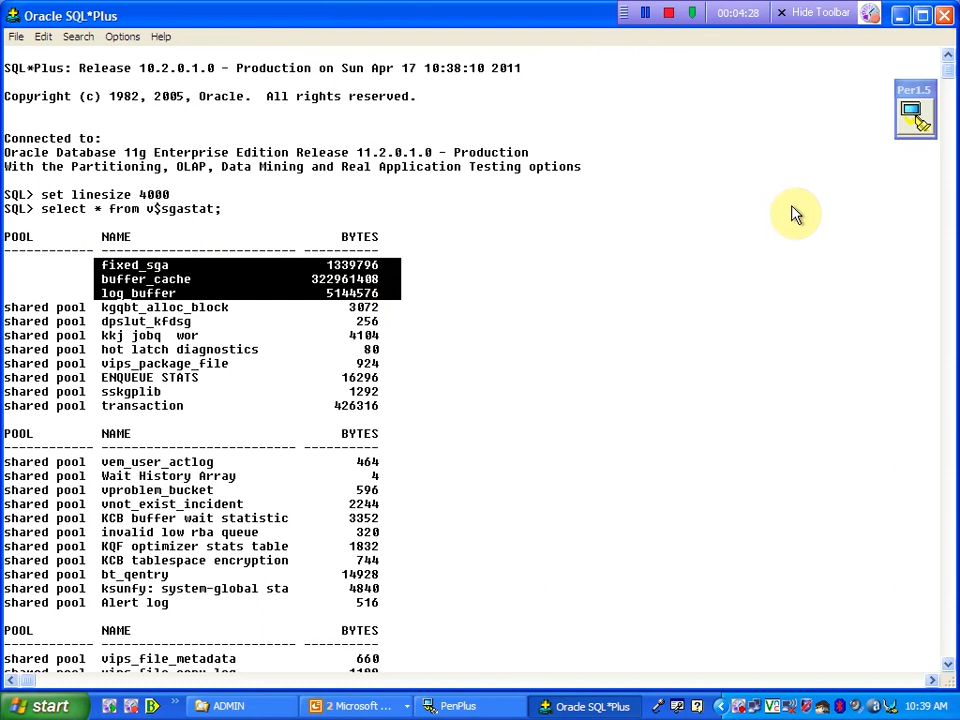 Oracle SQL*Plus
00:04:28
Hide Toolbar
File Edit Search Options Help
SQL*Plus: Release 10.2.0.1.0 - Production on Sun Apr 17 10:38:10 2011
Copyright (c) 1982, 2005, Oracle.  All rights reserved.
Per1.5
Connected to:
Oracle Database 11g Enterprise Edition Release 11.2.0.1.0 - Production
With the Partitioning, OLAP, Data Mining and Real Application Testing options
SQL> set linesize 4000
SQL> select * from v$sgastat;
POOL NAME BYTES
------------ -------------------------- ----------
fixed_sga 1339796
buffer_cache 322961408
log_buffer 5144576
shared pool kgqbt_alloc_block 3072
shared pool dpslut_kfdsg 256
shared pool kkj jobq  wor 4104
shared pool hot latch diagnostics 80
shared pool vips_package_file 924
shared pool ENQUEUE STATS 16296
shared pool sskgplib 1292
shared pool transaction 426316
POOL NAME BYTES
------------ -------------------------- ----------
shared pool vem_user_actlog 464
shared pool Wait History Array 4
shared pool vproblem_bucket 596
shared pool vnot_exist_incident 2244
shared pool KCB buffer wait statistic 3352
shared pool invalid low rba queue 320
shared pool KQF optimizer stats table 1832
shared pool KCB tablespace encryption 744
shared pool bt_qentry 14928
shared pool ksunfy: system-global sta 4840
shared pool Alert log 516
POOL NAME BYTES
------------ -------------------------- ----------
shared pool vips_file_metadata 660
start ADMIN 2 Microsoft ... PenPlus Oracle SQL*Plus 10:39 AM